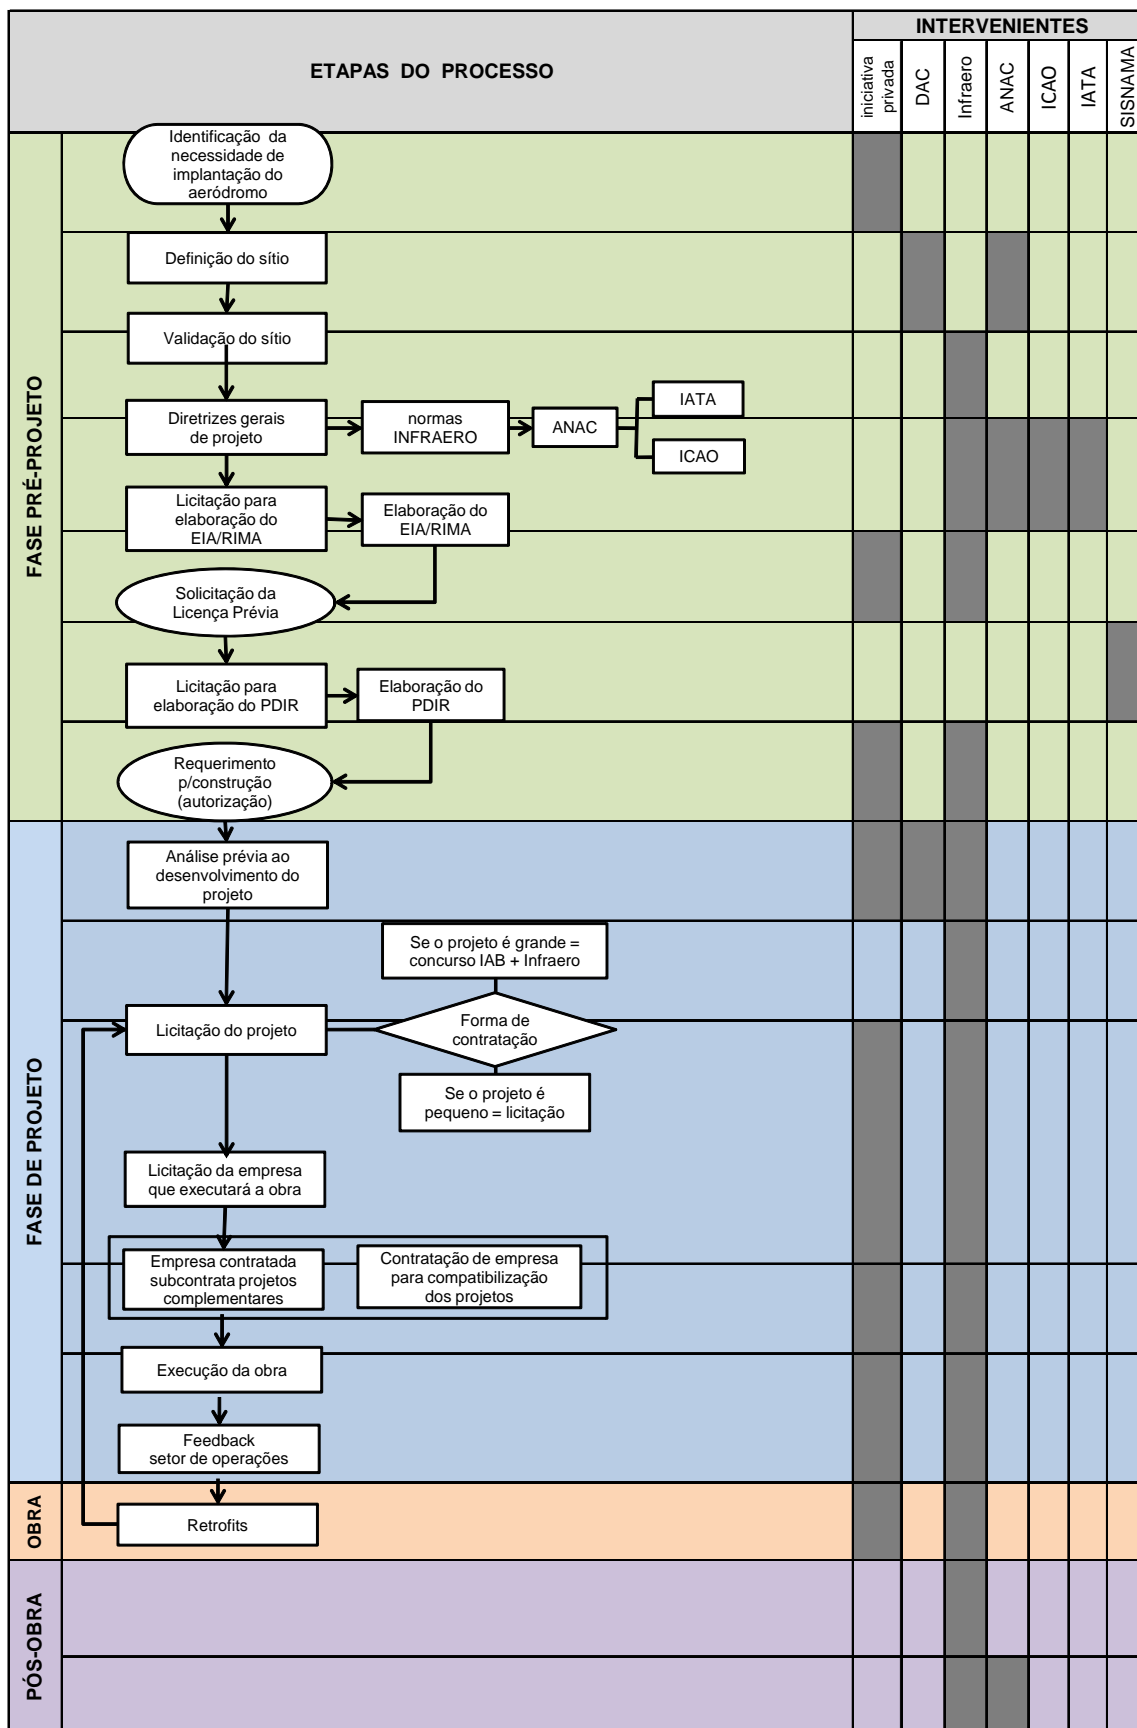 INTERVENIENTES
ETAPAS DO PROCESSO
iniciativa
privada
DAC
Infraero
ANAC
ICAO
IATA
SISNAMA
FASE PRÉ-PROJETO
Identificação da
necessidade de
implantação do
aeródromo
Definição do sítio
Validação do sítio
Diretrizes gerais
de projeto
normas
INFRAERO
ANAC
IATA
ICAO
Licitação para
elaboração do
EIA/RIMA
Elaboração do
EIA/RIMA
Solicitação da
Licença Prévia
Licitação para
elaboração do PDIR
Elaboração do
PDIR
Requerimento
p/construção
(autorização)
FASE DE PROJETO
Análise prévia ao
desenvolvimento do
projeto
Se o projeto é grande =
concurso IAB + Infraero
Licitação do projeto
Forma de
contratação
Se o projeto é
pequeno = licitação
Licitação da empresa
que executará a obra
Empresa contratada
subcontrata projetos
complementares
Contratação de empresa
para compatibilização
dos projetos
Execução da obra
Feedback
setor de operações
OBRA
Retrofits
PÓS-OBRA